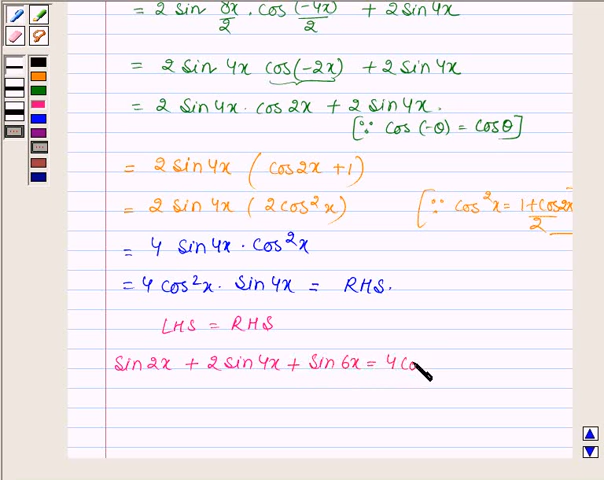 = 2 sin 8x/2 . cos (-4x)/2 + 2 sin 4x
= 2 sin 4x cos(-2x) + 2 sin 4x
= 2 sin 4x . cos 2x + 2 sin 4x.
[∵ cos (-θ) = cosθ]
= 2 sin 4x ( cos2x + 1)
= 2 sin 4x ( 2cos²x) [∵ cos²x = 1+cos2x/2
= 4 sin 4x . cos²x
= 4 cos²x . sin 4x = RHS.
LHS = RHS
sin 2x + 2 sin 4x + sin 6x = 4 co